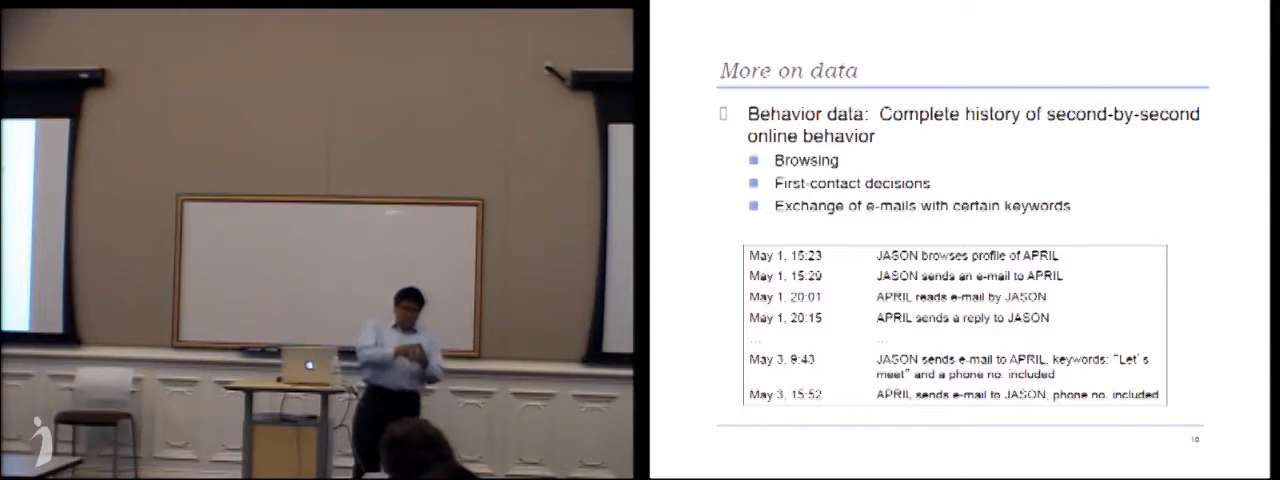 More on data
Behavior data: Complete history of second-by-second
online behavior
Browsing
First-contact decisions
Exchange of e-mails with certain keywords
May 1, 15:23 JASON browses profile of APRIL
May 1, 15:29 JASON sends an e-mail to APRIL
May 1, 20:01 APRIL reads e-mail by JASON
May 1, 20:15 APRIL sends a reply to JASON
... ...
May 3, 9:43 JASON sends e-mail to APRIL, keywords: "Let's
meet" and a phone no. included
May 3, 15:52 APRIL sends e-mail to JASON, phone no. included
16